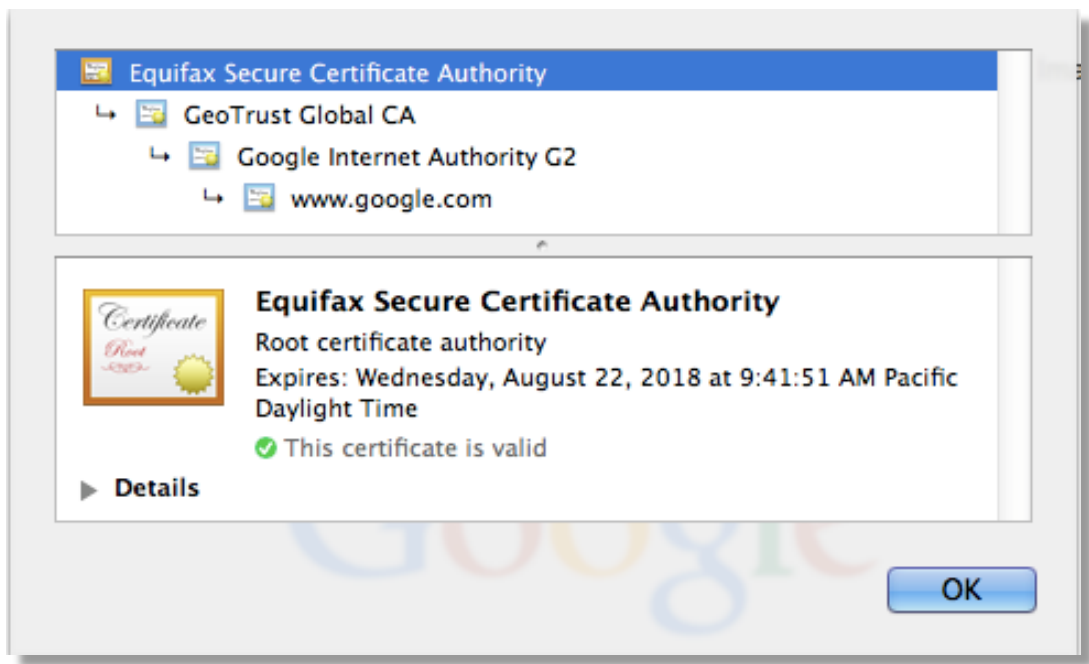 Equifax Secure Certificate Authority
GeoTrust Global CA
Google Internet Authority G2
www.google.com
Certificate
Root
Equifax Secure Certificate Authority
Root certificate authority
Expires: Wednesday, August 22, 2018 at 9:41:51 AM Pacific
Daylight Time
This certificate is valid
Details
Google
OK